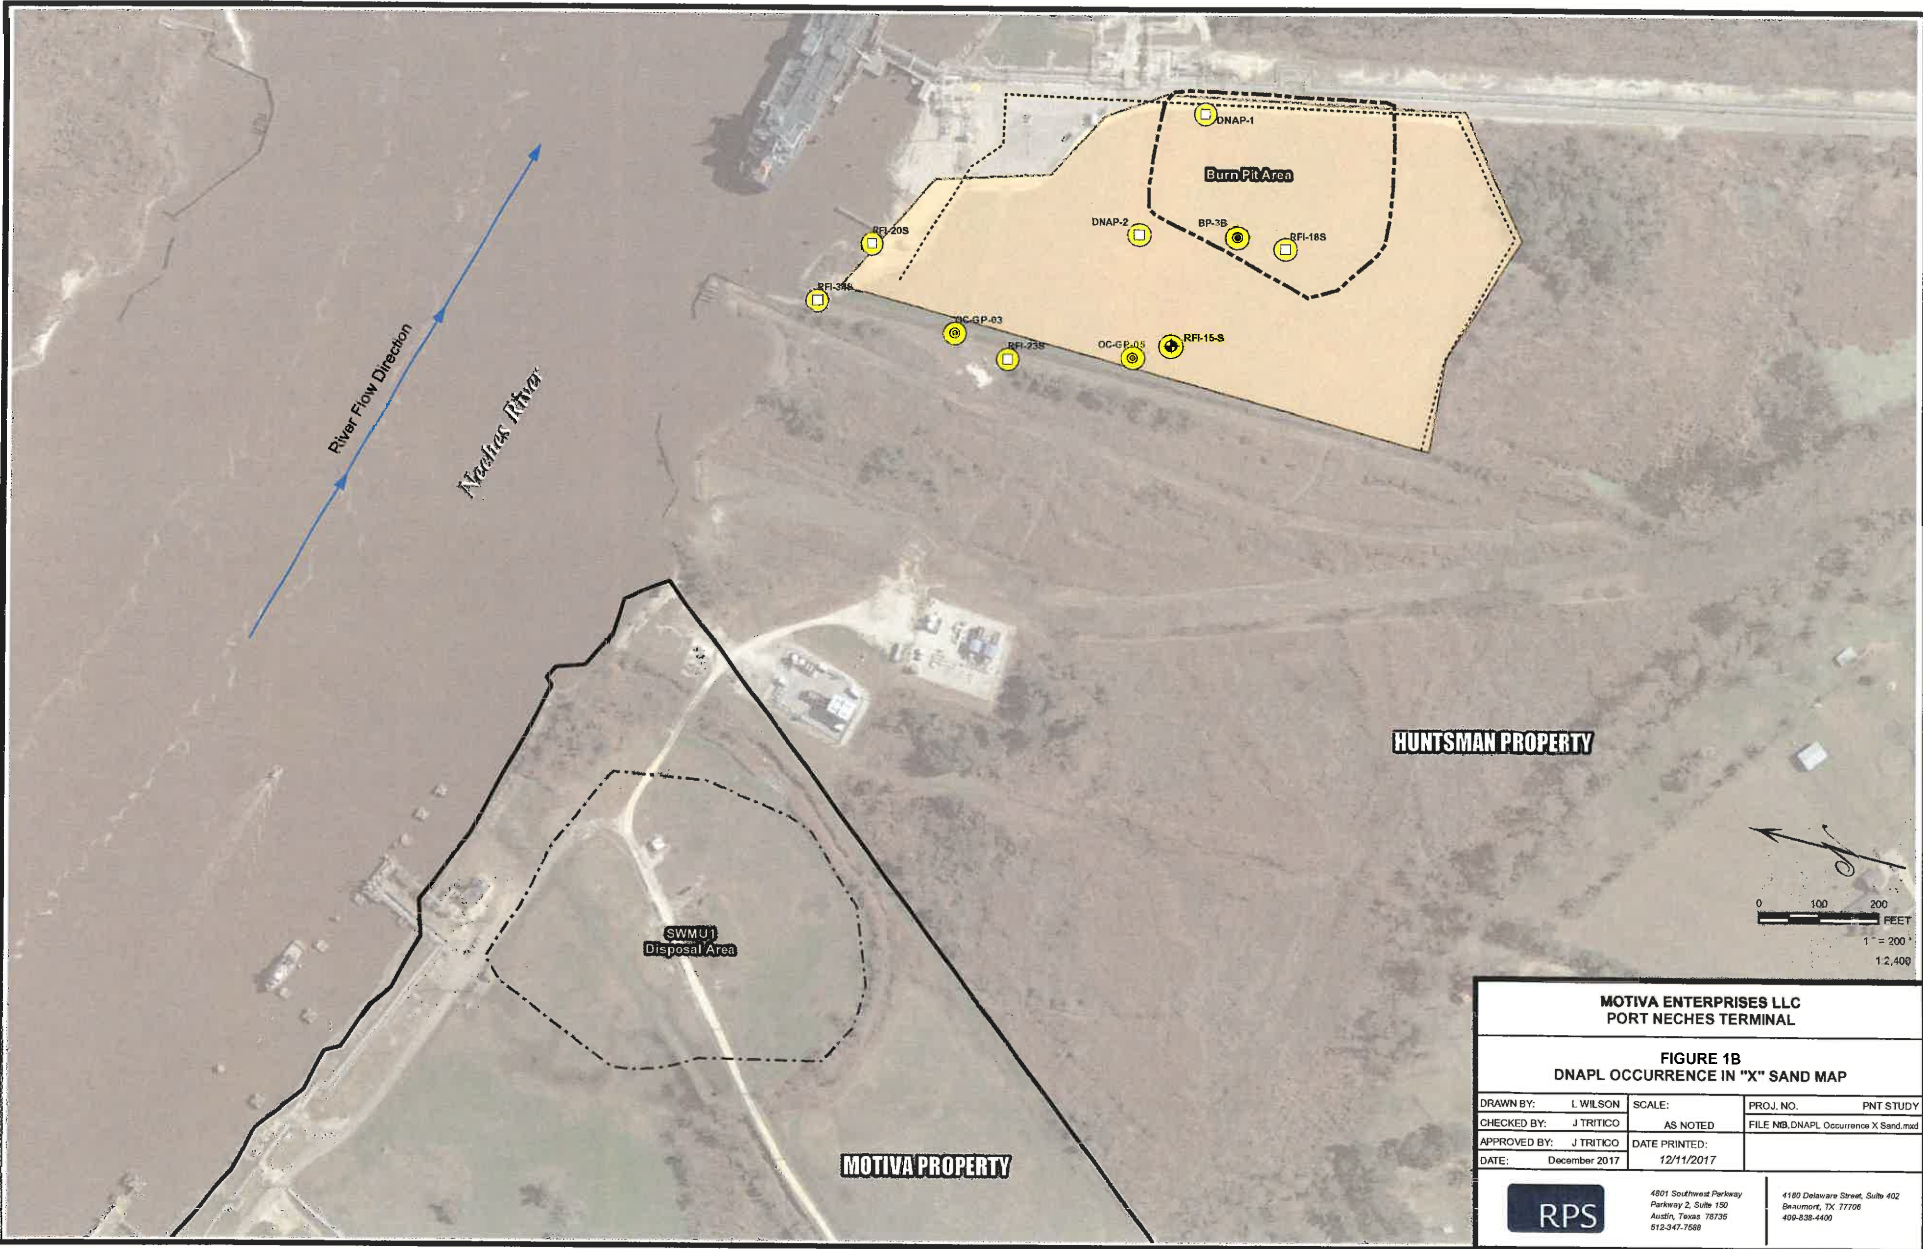 DNAP-1
Burn Pit Area
DNAP-2
BP-3B
RFI-18S
RFI-20S
OC-GP-03
RFI-23S
OC-GP-05
RFI-15-S
River Flow Direction
Neches River
HUNTSMAN PROPERTY
SWMU1
Disposal Area
MOTIVA PROPERTY
0 100 200
FEET
1" = 200'
1:2,400
MOTIVA ENTERPRISES LLC
PORT NECHES TERMINAL
FIGURE 1B
DNAPL OCCURRENCE IN "X" SAND MAP
DRAWN BY: L WILSON
CHECKED BY: J TRITICO
APPROVED BY: J TRITICO
DATE: December 2017
SCALE:
AS NOTED
DATE PRINTED:
12/11/2017
PROJ. NO. PNT STUDY
DNAPL Occurrence X Sand.mxd
RPS
4801 Southwest Parkway
Parkway 2, Suite 150
Austin, Texas 78735
512-347-7588
4180 Delaware Street, Suite 402
Beaumont, TX 77706
409-838-4400